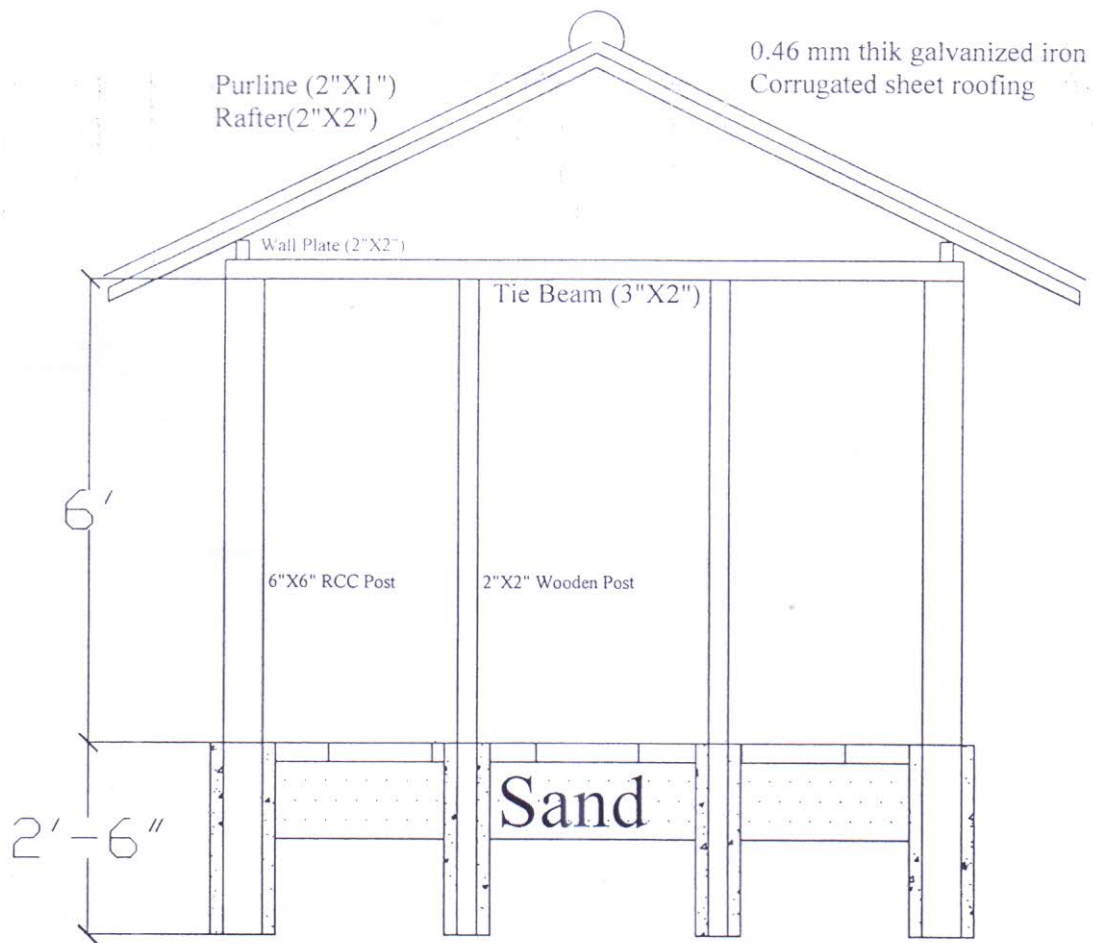 0.46 mm thik galvanized iron
Corrugated sheet roofing
Purline (2"X1")
Rafter(2"X2")
Wall Plate (2"X2")
Tie Beam (3"X2")
6'
6"X6" RCC Post
2"X2" Wooden Post
Sand
2'-6"